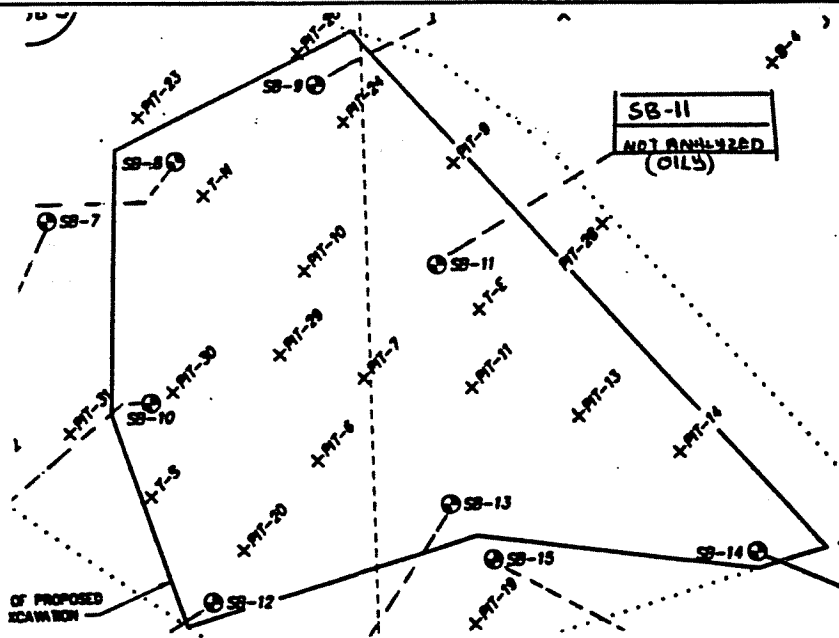 PIT-23
SB-9
PIT-24
B-4
SB-11
NOT ANALYZED
(OILY)
PIT-9
SB-8
SB-7
PIT-28
PIT-10
SB-11
T-E
PIT-29
PIT-7
PIT-11
PIT-30
PIT-13
PIT-31
SB-10
PIT-14
PIT-6
T-5
SB-13
PIT-20
SB-14
SB-15
OF PROPOSED
XCAVATION
SB-12
PIT-19